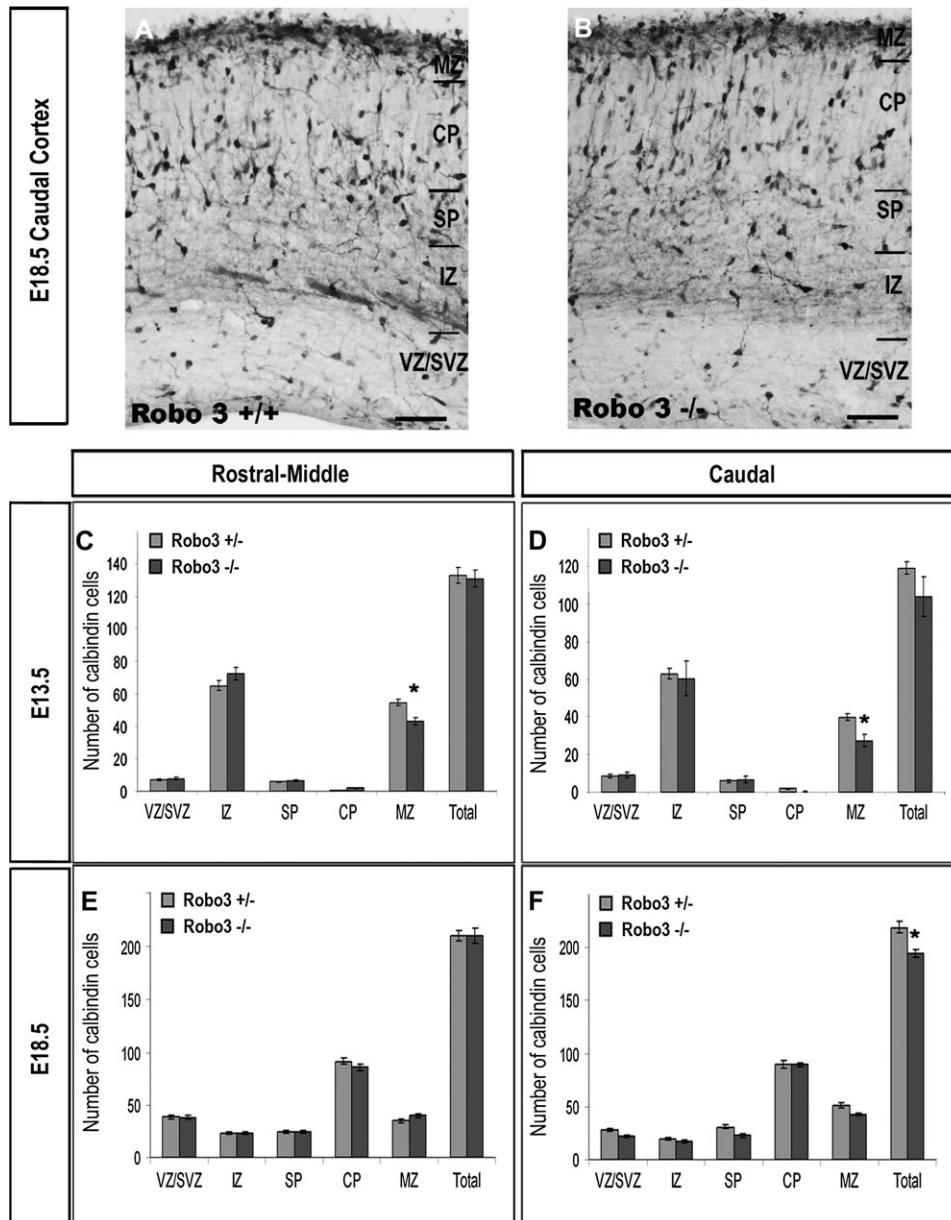 E18.5 Caudal Cortex
A
MZ
CP
SP
IZ
VZ/SVZ
Robo 3 +/+
B
MZ
CP
SP
IZ
VZ/SVZ
Robo 3 -/-
Rostral-Middle
Caudal
E13.5
C
Robo3 +/-
Robo3 -/-
Number of calbindin cells
140
120
100
80
60
40
20
0
*
VZ/SVZ IZ SP CP MZ Total
D
Robo3 +/-
Robo3 -/-
Number of calbindin cells
120
100
80
60
40
20
0
*
VZ/SVZ IZ SP CP MZ Total
E18.5
E
Robo3 +/-
Robo3 -/-
Number of calbindin cells
200
150
100
50
0
VZ/SVZ IZ SP CP MZ Total
F
Robo3 +/-
Robo3 -/-
Number of calbindin cells
200
150
100
50
0
*
VZ/SVZ IZ SP CP MZ Total